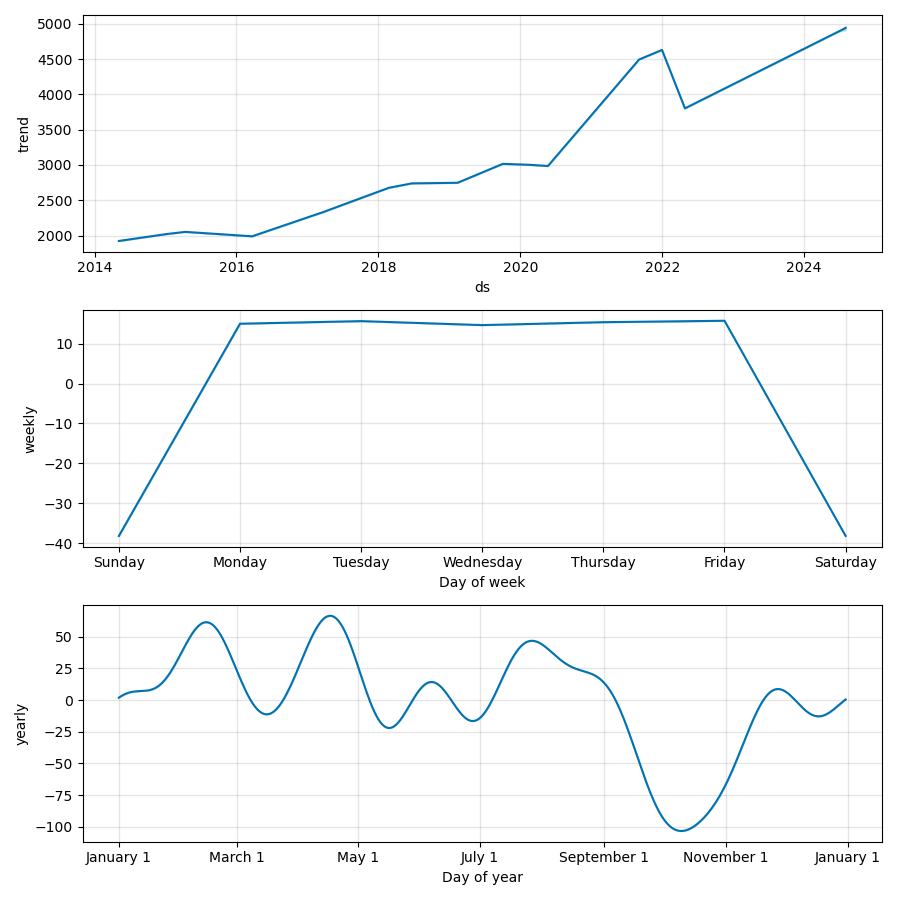 5000
4500
4000
3500
3000
2500
2000
trend
2014 2016 2018 2020 2022 2024
ds
10
0
−10
−20
−30
−40
weekly
Sunday Monday Tuesday Wednesday Thursday Friday Saturday
Day of week
50
25
0
−25
−50
−75
−100
yearly
January 1 March 1 May 1 July 1 September 1 November 1 January 1
Day of year